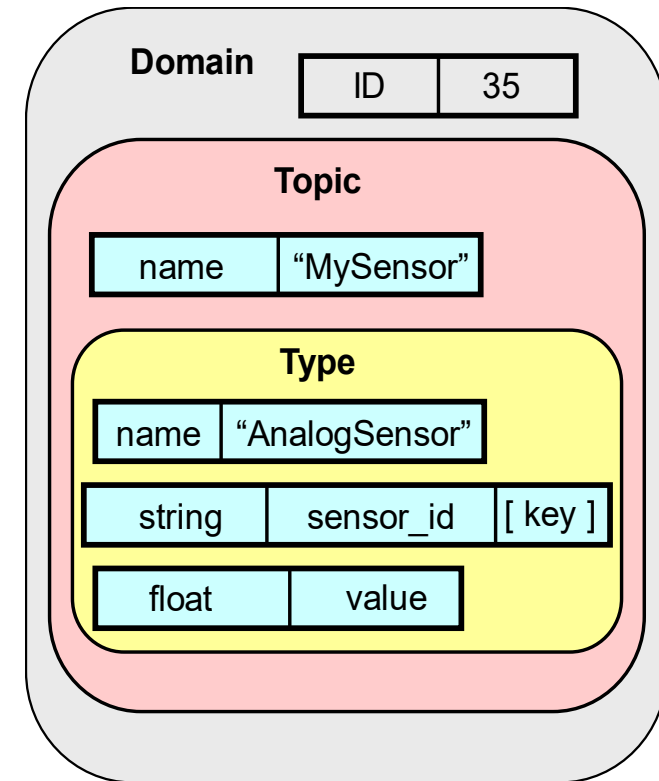 Domain
ID 35
Topic
name “MySensor”
Type
name “AnalogSensor”
string sensor_id [ key ]
float value